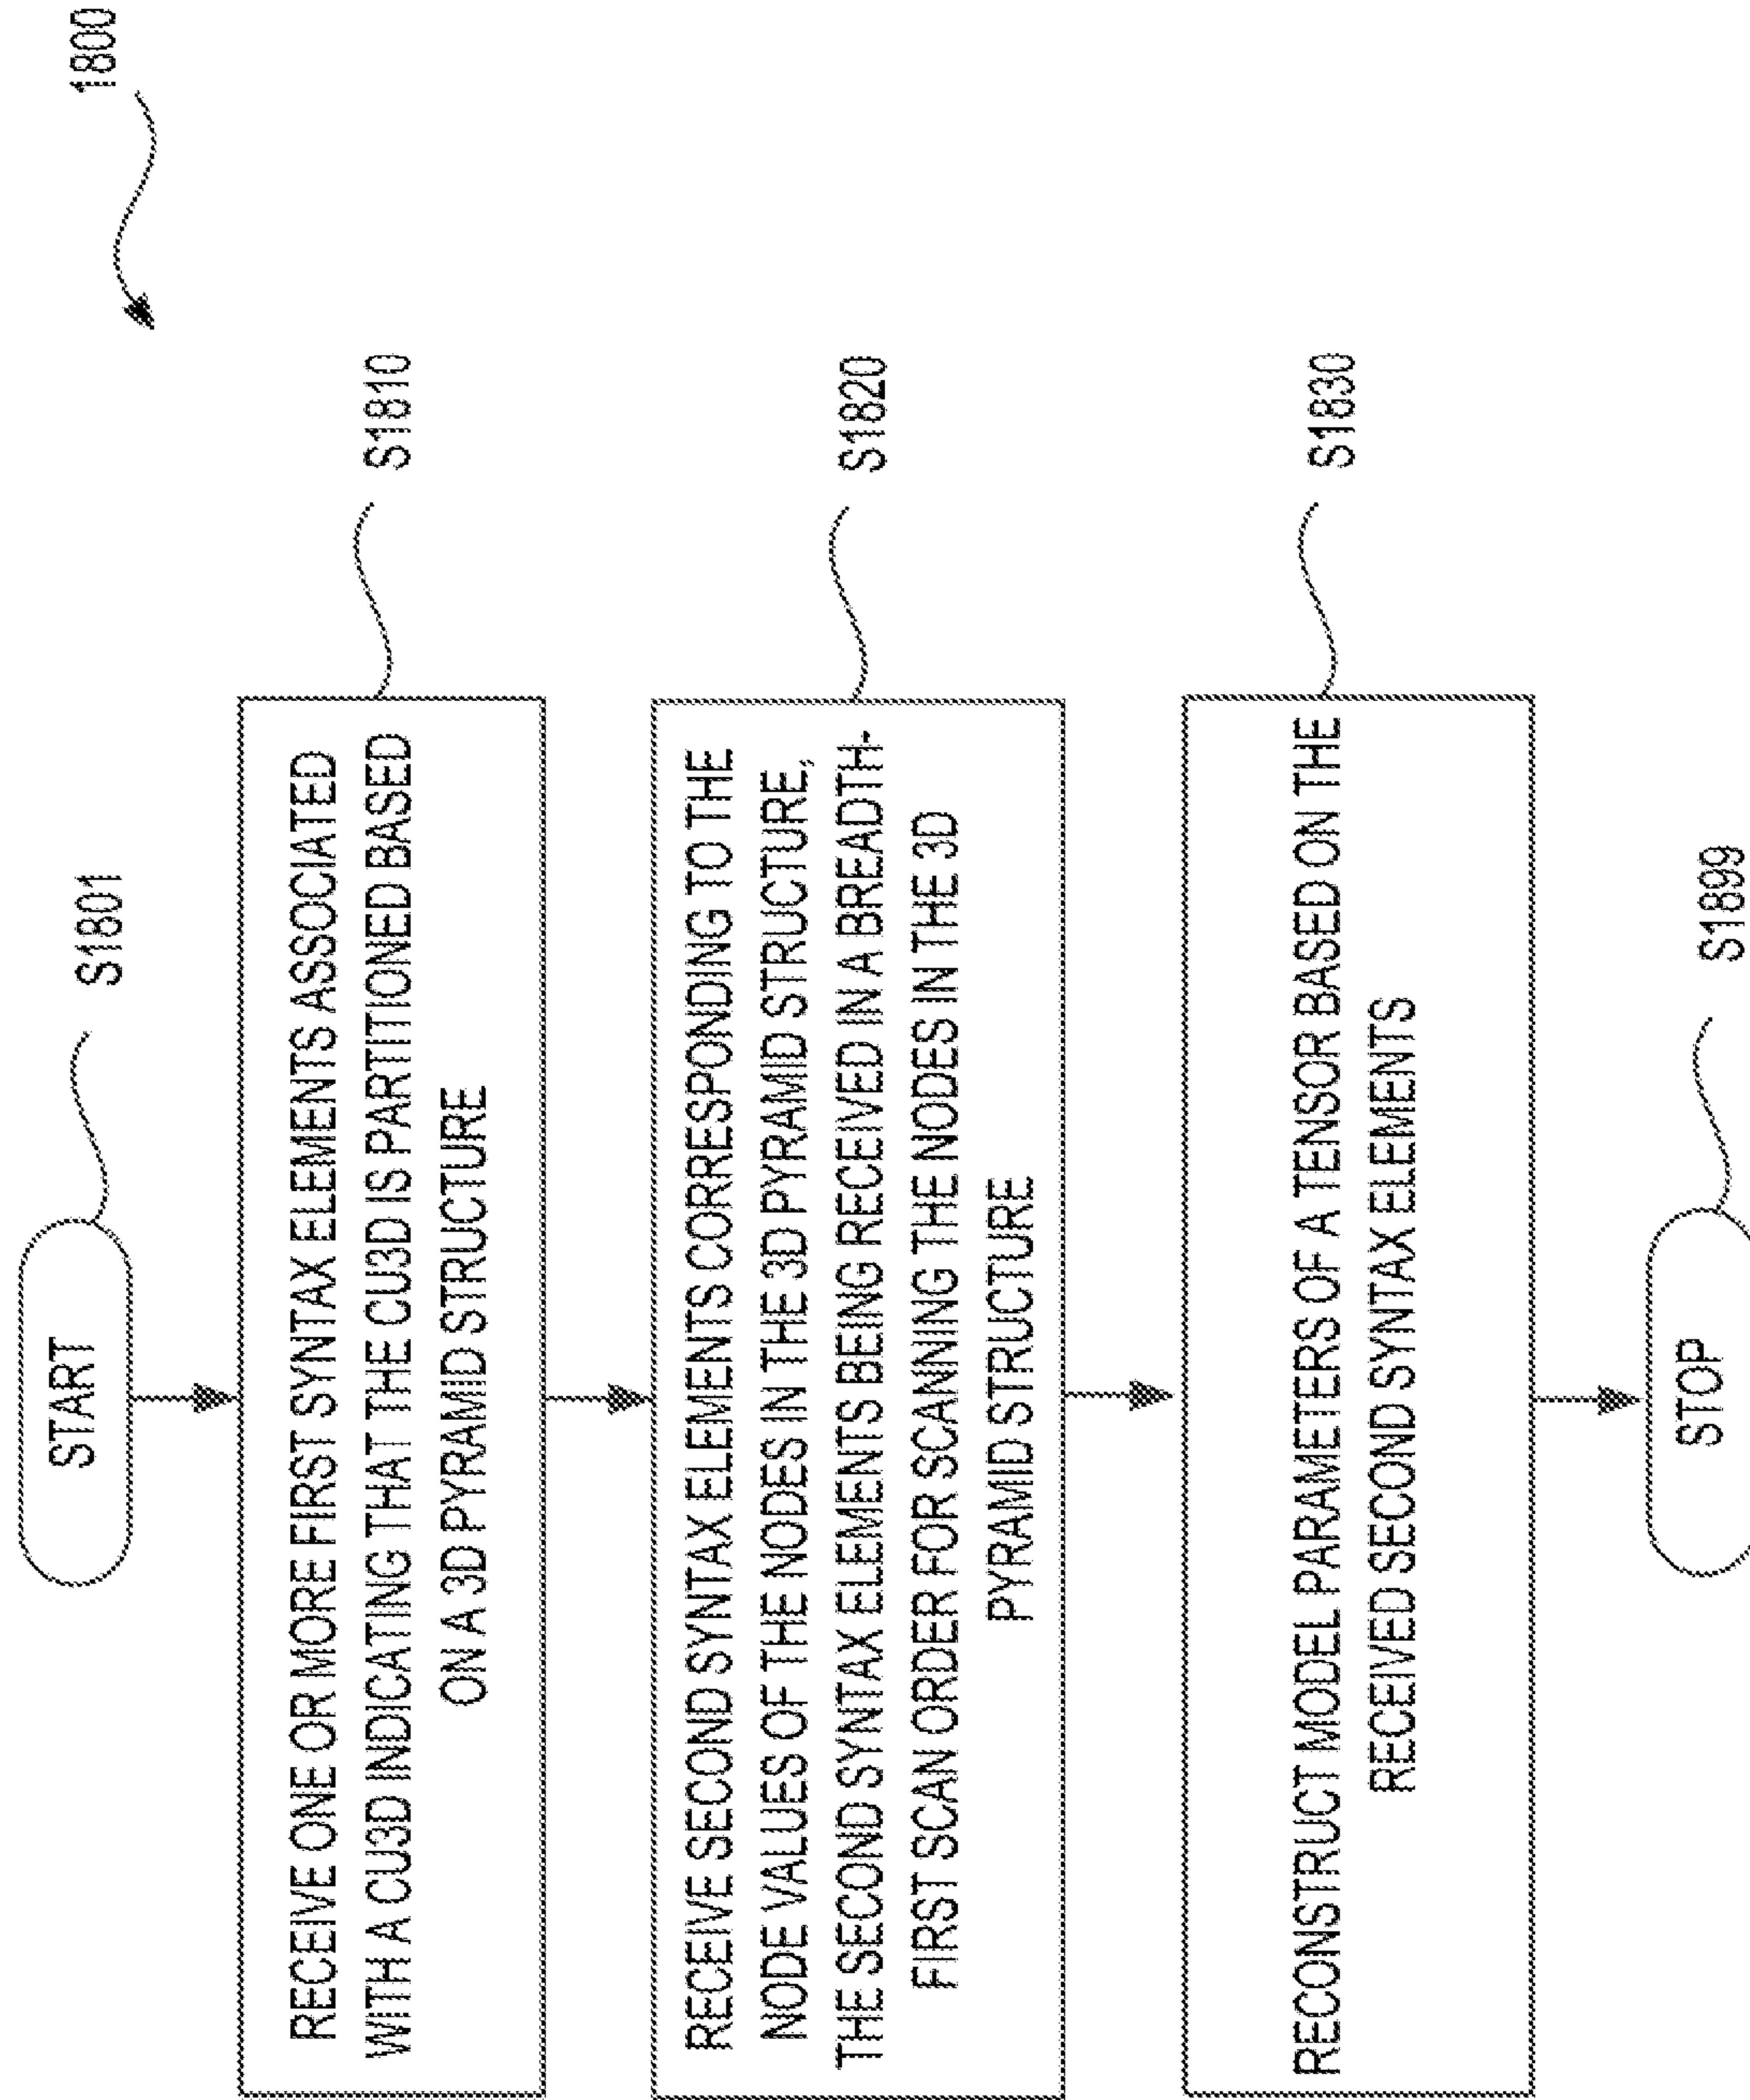 1800
START
S1801
RECEIVE ONE OR MORE FIRST SYNTAX ELEMENTS ASSOCIATED
WITH A CU3D INDICATING THAT THE CU3D IS PARTITIONED BASED
ON A 3D PYRAMID STRUCTURE
S1810
RECEIVE SECOND SYNTAX ELEMENTS CORRESPONDING TO THE
NODE VALUES OF THE NODES IN THE 3D PYRAMID STRUCTURE,
THE SECOND SYNTAX ELEMENTS BEING RECEIVED IN A BREADTH-
FIRST SCAN ORDER FOR SCANNING THE NODES IN THE 3D
PYRAMID STRUCTURE
S1820
RECONSTRUCT MODEL PARAMETERS OF A TENSOR BASED ON THE
RECEIVED SECOND SYNTAX ELEMENTS
S1830
STOP
S1899